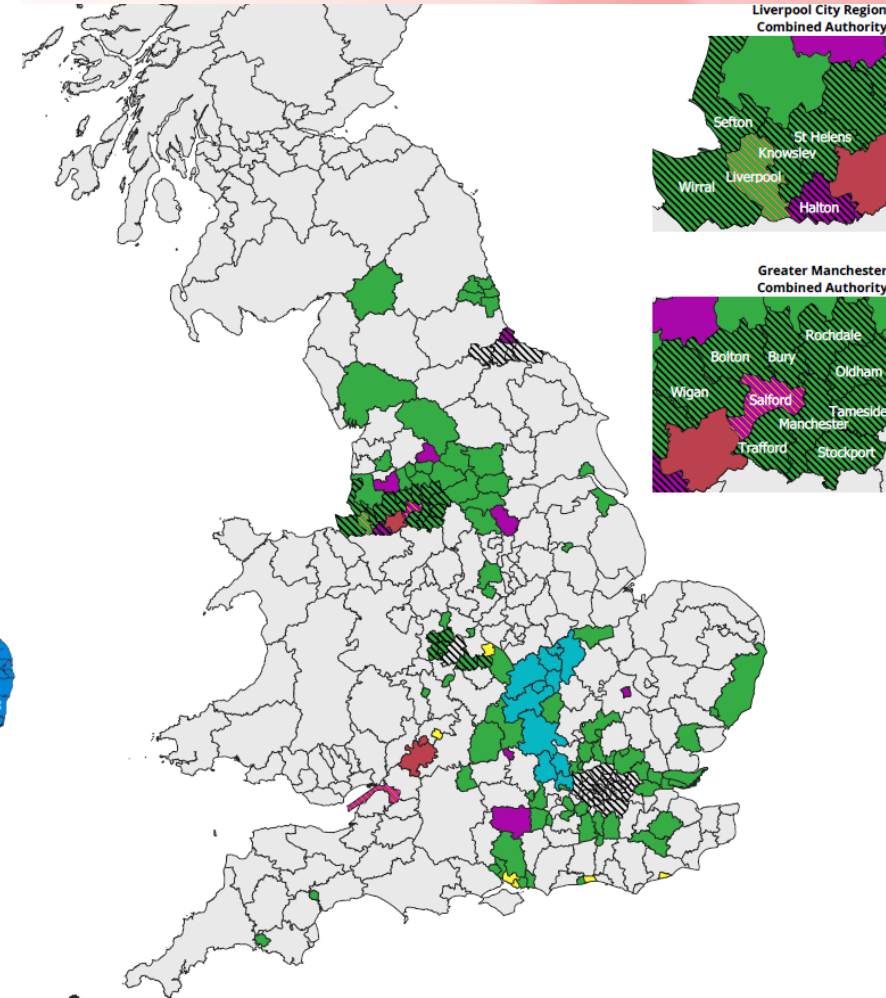 Liverpool City Region
Combined Authority
Sefton
St Helens
Knowsley
Liverpool
Wirral
Halton
Greater Manchester
Combined Authority
Rochdale
Bolton
Bury
Oldham
Wigan
Salford
Tameside
Manchester
Trafford
Stockport